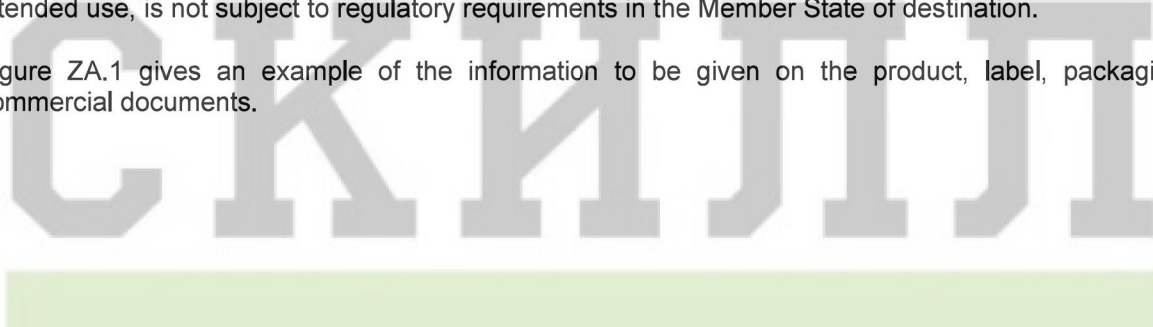 tended use, is not subject to regulatory requirements in the Member State of destination.
gure ZA.1 gives an example of the information to be given on the product, label, packagi
ommercial documents.
СКИЛЛ